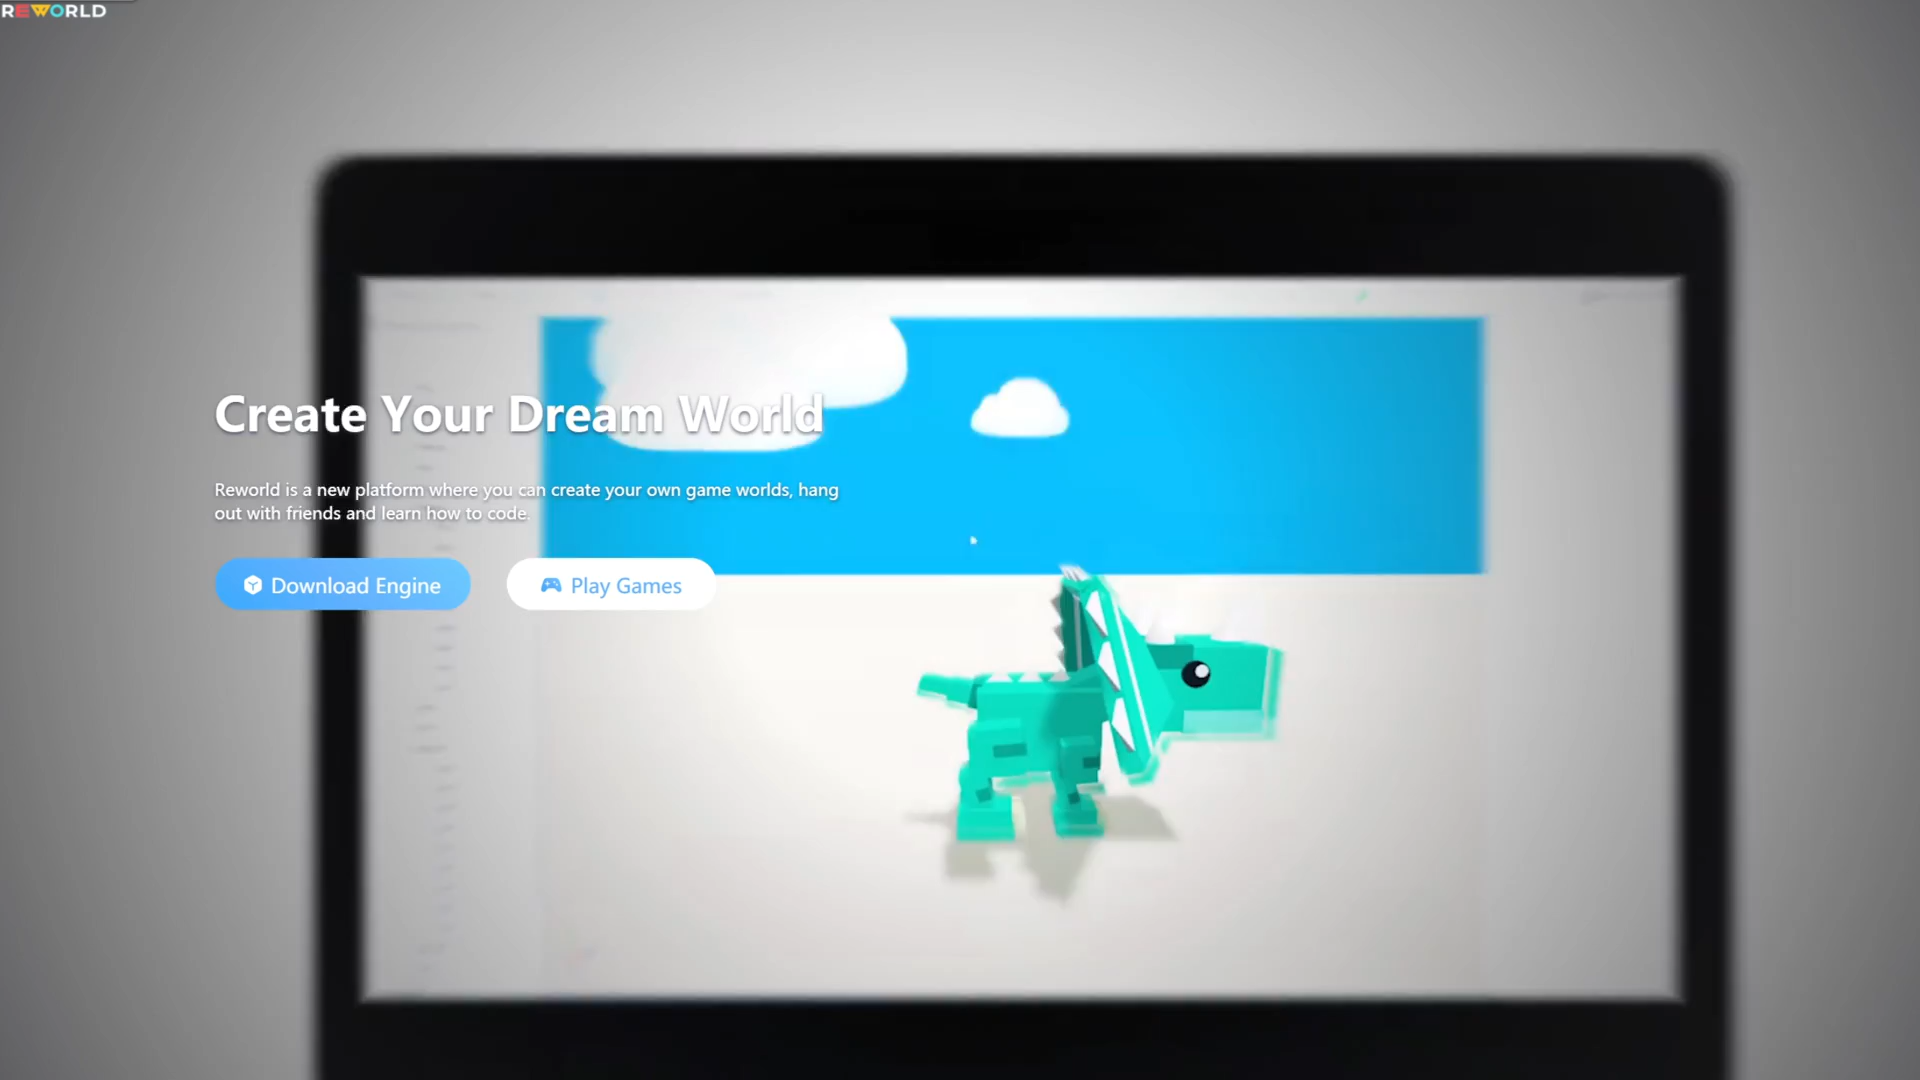 REWORLD
Create Your Dream World
Reworld is a new platform where you can create your own game worlds, hang
out with friends and learn how to code.
Download Engine
Play Games